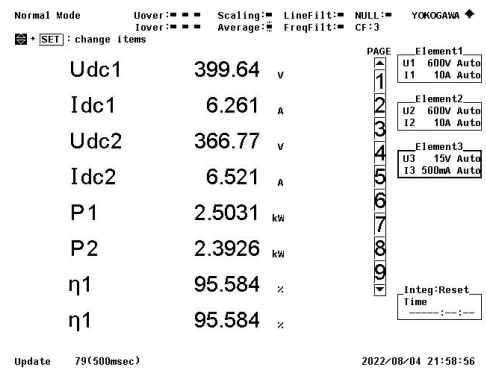 Normal Mode Uover: Scaling: LineFilt: NULL: YOKOGAWA
Iover: Average: FreqFilt: CF:3
+ SET : change items
PAGE
Udc1 399.64 V
Idc1 6.261 A
Udc2 366.77 V
Idc2 6.521 A
P1 2.5031 kW
P2 2.3926 kW
η1 95.584 %
η1 95.584 %
1
2
3
4
5
6
7
8
9
Element1
U1 600V Auto
I1 10A Auto
Element2
U2 600V Auto
I2 10A Auto
Element3
U3 15V Auto
I3 500mA Auto
Integ:Reset
Time
-----:--:--
Update 79(500msec) 2022/08/04 21:58:56